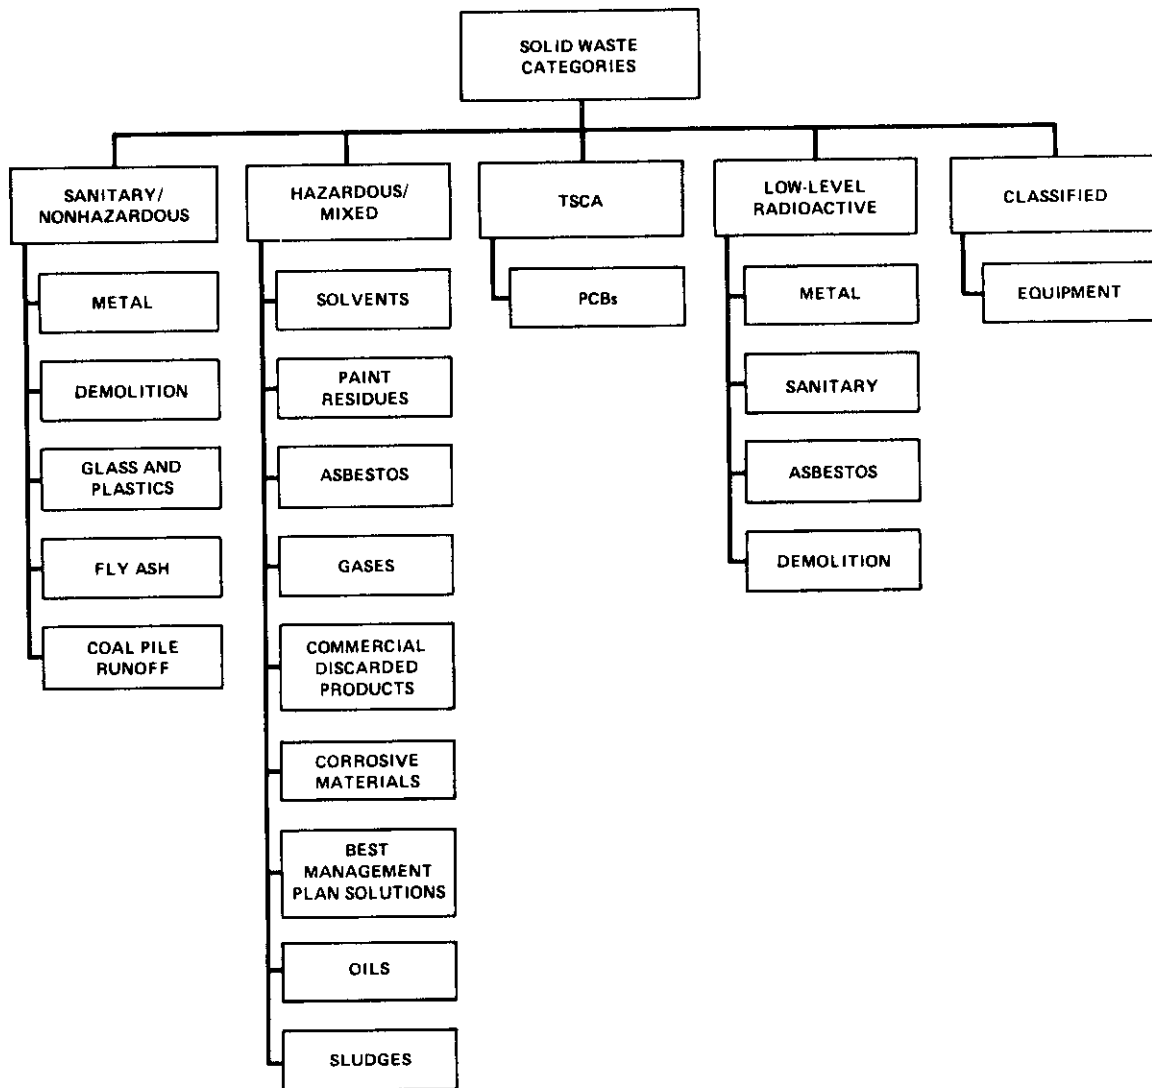 SOLID WASTE
CATEGORIES
SANITARY/
NONHAZARDOUS
METAL
DEMOLITION
GLASS AND
PLASTICS
FLY ASH
COAL PILE
RUNOFF
HAZARDOUS/
MIXED
SOLVENTS
PAINT
RESIDUES
ASBESTOS
GASES
COMMERCIAL
DISCARDED
PRODUCTS
CORROSIVE
MATERIALS
BEST
MANAGEMENT
PLAN SOLUTIONS
OILS
SLUDGES
TSCA
PCBs
LOW-LEVEL
RADIOACTIVE
METAL
SANITARY
ASBESTOS
DEMOLITION
CLASSIFIED
EQUIPMENT